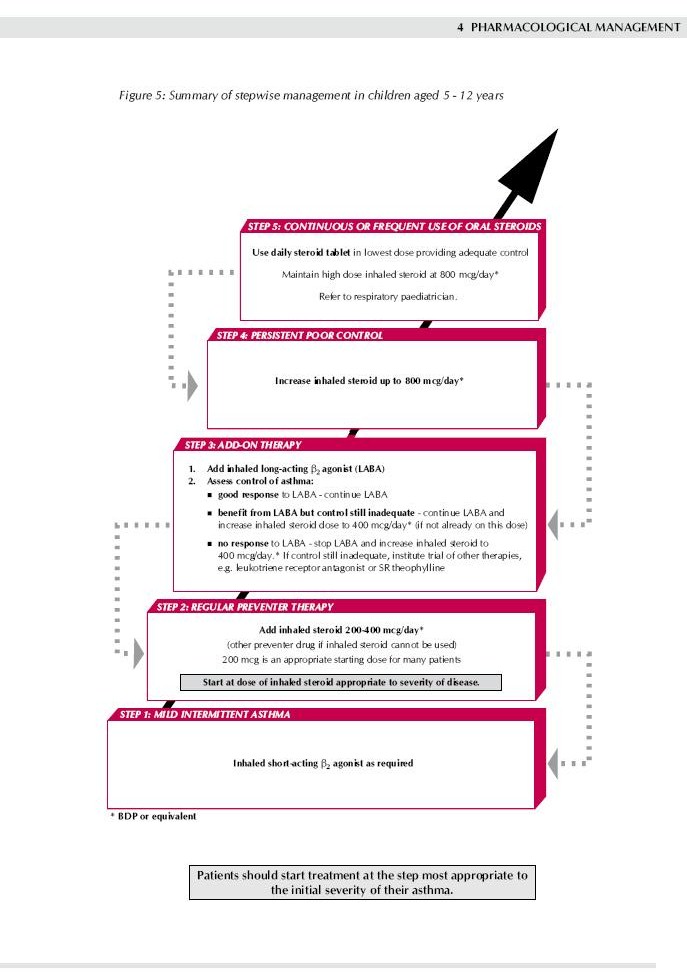 4 PHARMACOLOGICAL MANAGEMENT
Figure 5: Summary of stepwise management in children aged 5 - 12 years
STEP 5: CONTINUOUS OR FREQUENT USE OF ORAL STEROIDS
Use daily steroid tablet in lowest dose providing adequate control
Maintain high dose inhaled steroid at 800 mcg/day*
Refer to respiratory paediatrician.
STEP 4: PERSISTENT POOR CONTROL
Increase inhaled steroid up to 800 mcg/day*
STEP 3: ADD-ON THERAPY
1. Add inhaled long-acting β2 agonist (LABA)
2. Assess control of asthma:
■ good response to LABA - continue LABA
■ benefit from LABA but control still inadequate - continue LABA and
increase inhaled steroid dose to 400 mcg/day* (if not already on this dose)
■ no response to LABA - stop LABA and increase inhaled steroid to
400 mcg/day.* If control still inadequate, institute trial of other therapies,
e.g. leukotriene receptor antagonist or SR theophylline
STEP 2: REGULAR PREVENTER THERAPY
Add inhaled steroid 200-400 mcg/day*
(other preventer drug if inhaled steroid cannot be used)
200 mcg is an appropriate starting dose for many patients
Start at dose of inhaled steroid appropriate to severity of disease.
STEP 1: MILD INTERMITTENT ASTHMA
Inhaled short-acting β2 agonist as required
* BDP or equivalent
Patients should start treatment at the step most appropriate to
the initial severity of their asthma.